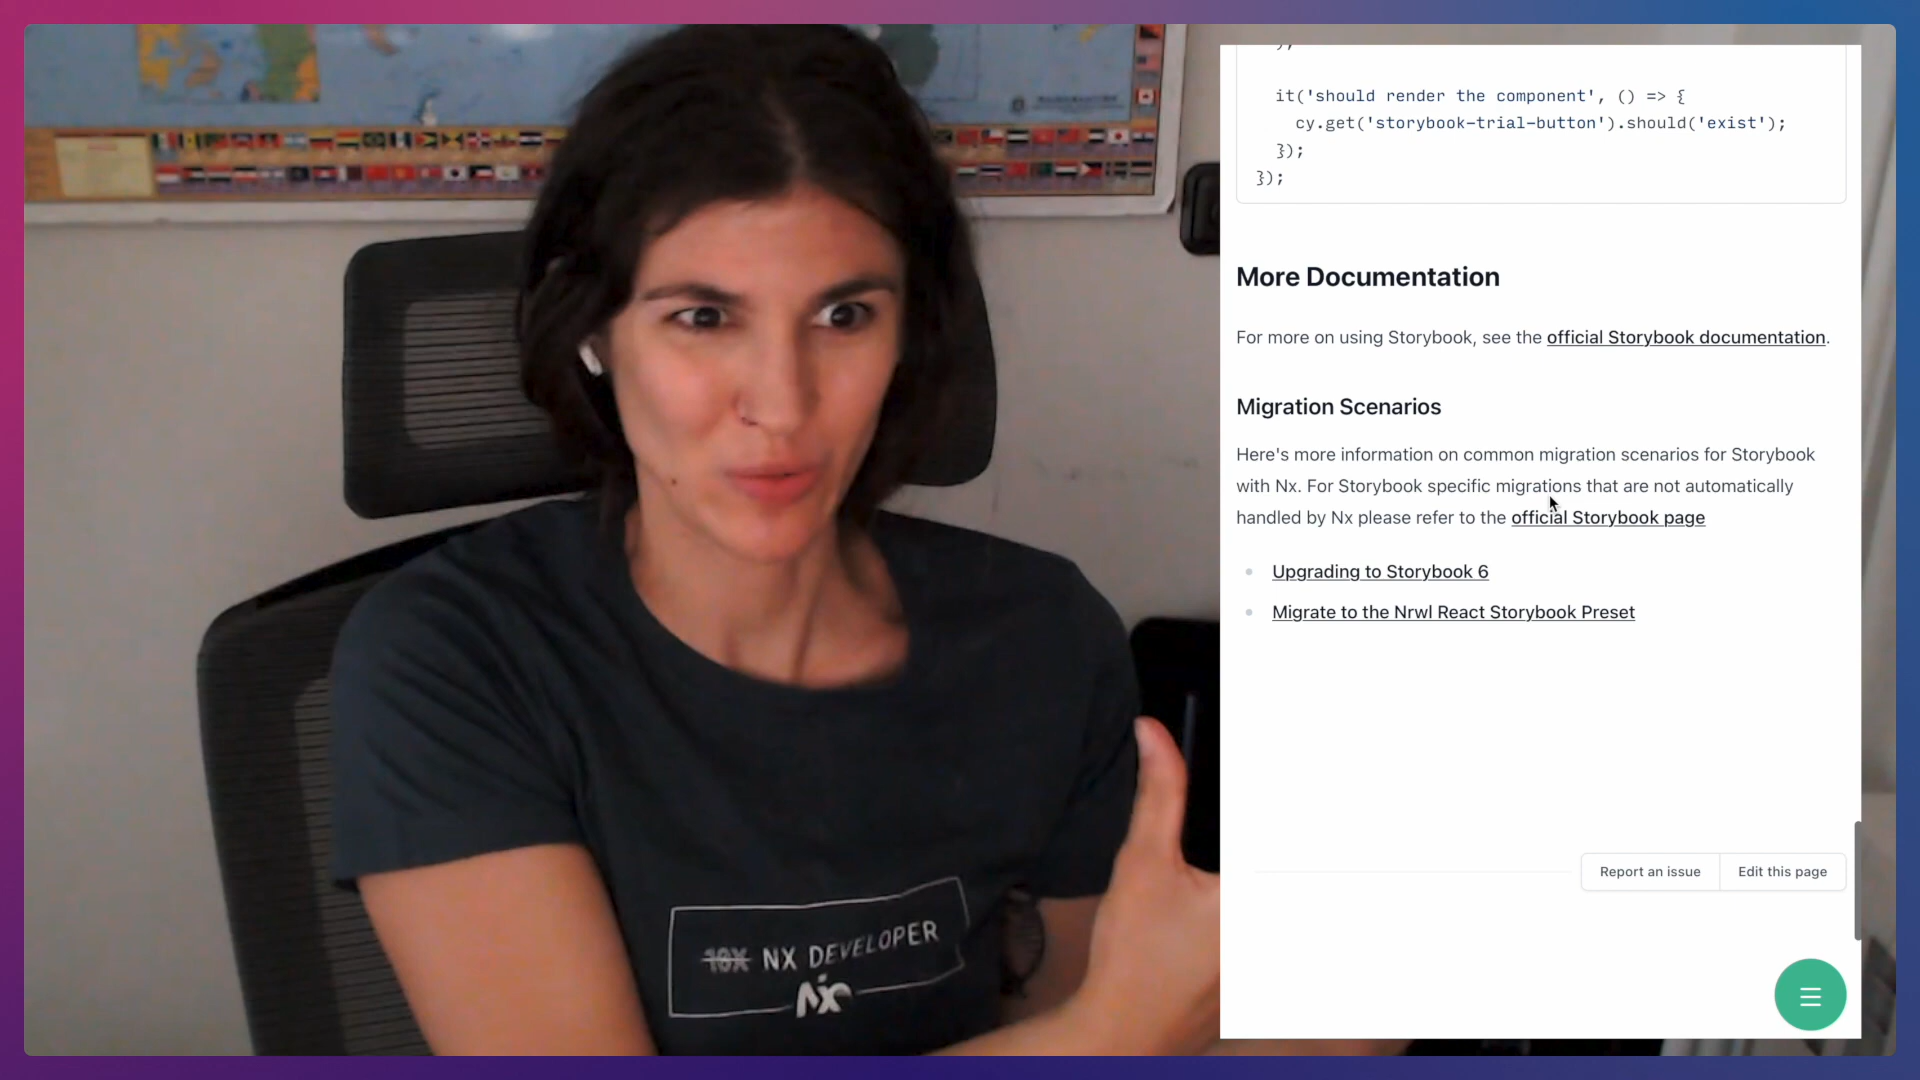 });
it('should render the component', () => {
cy.get('storybook-trial-button').should('exist');
});
});
More Documentation
For more on using Storybook, see the official Storybook documentation.
Migration Scenarios
Here's more information on common migration scenarios for Storybook
with Nx. For Storybook specific migrations that are not automatically
handled by Nx please refer to the official Storybook page
Upgrading to Storybook 6
Migrate to the Nrwl React Storybook Preset
Report an issue
Edit this page
10X NX DEVELOPER
Nx